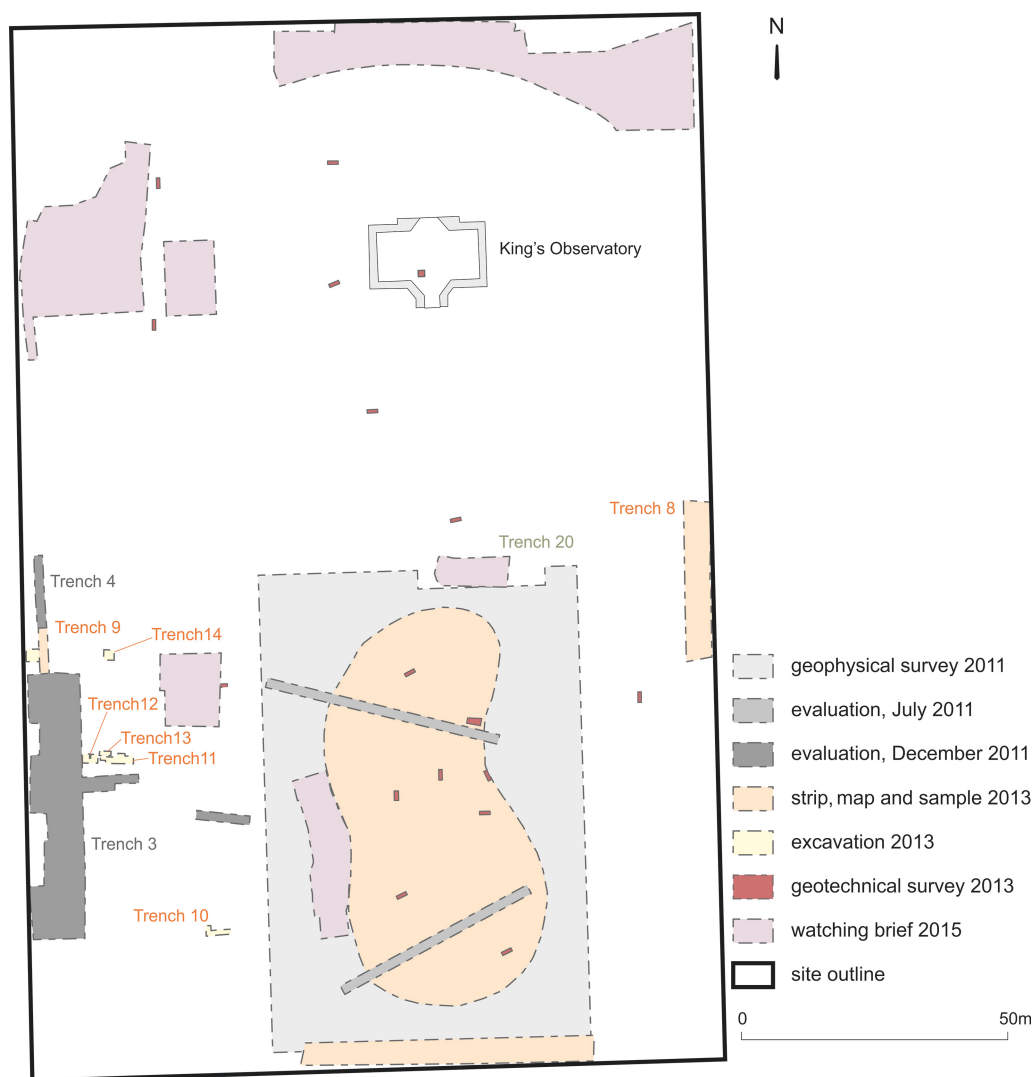 N
King's Observatory
Trench 8
Trench 20
Trench 4
Trench 9
Trench14
Trench12
Trench13
Trench11
Trench 3
Trench 10
geophysical survey 2011
evaluation, July 2011
evaluation, December 2011
strip, map and sample 2013
excavation 2013
geotechnical survey 2013
watching brief 2015
site outline
0
50m